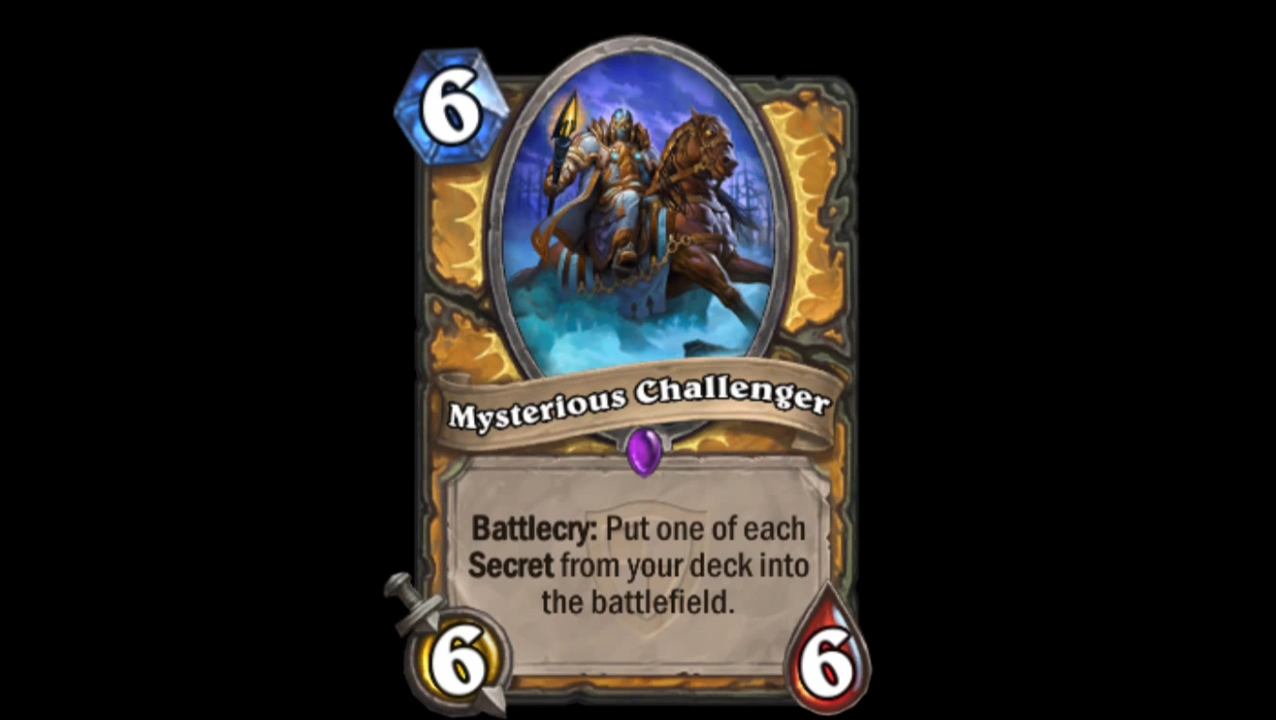 6
Mysterious Challenger
Battlecry: Put one of each
Secret from your deck into
the battlefield.
6
6